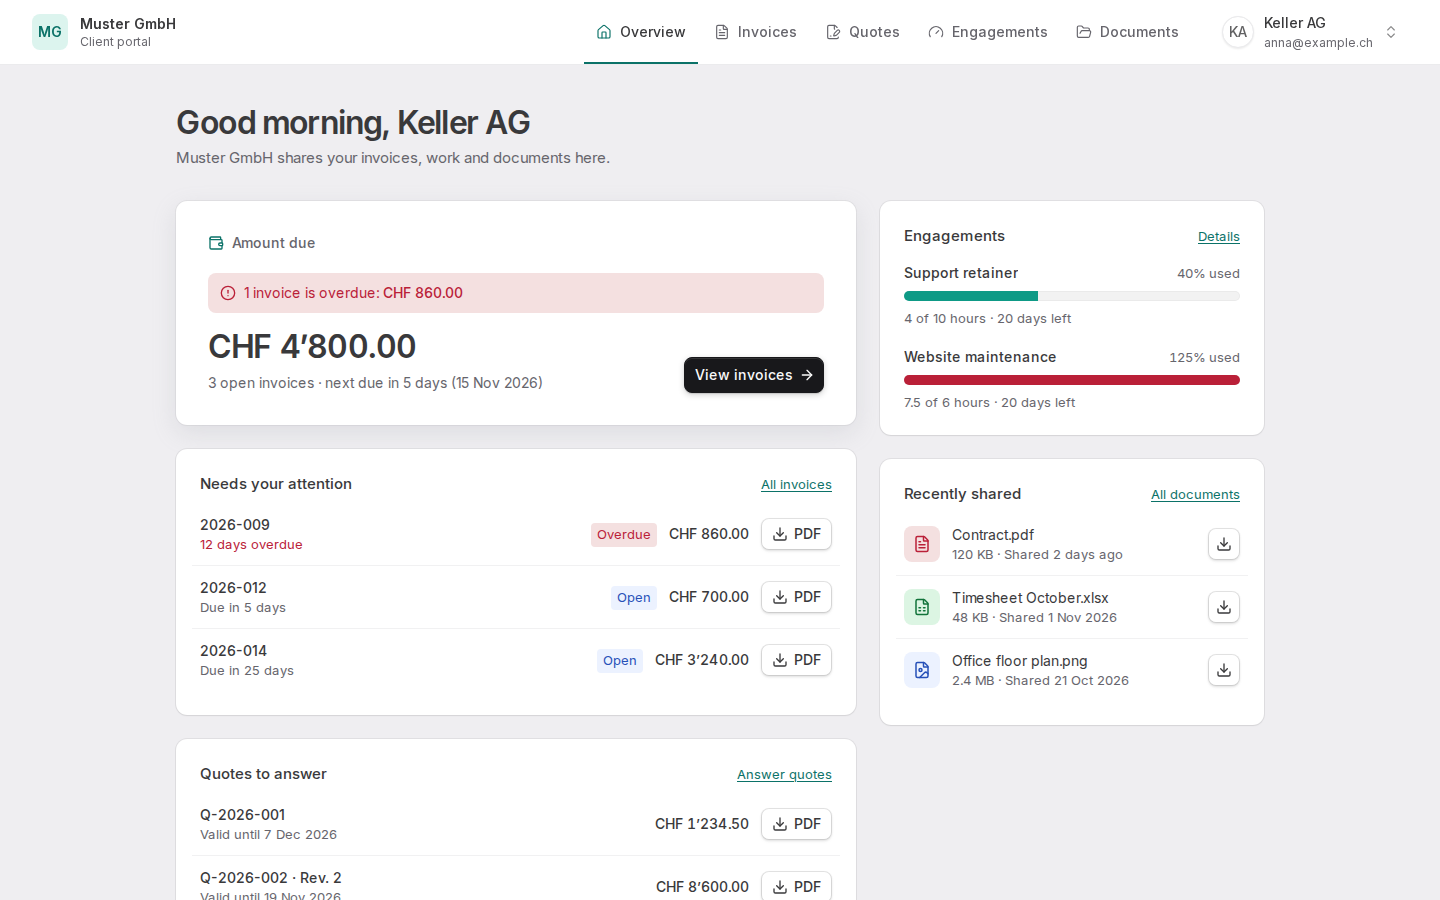 MG
Muster GmbH
Client portal
Overview
Invoices
Quotes
Engagements
Documents
KA
Keller AG
anna@example.ch
Good morning, Keller AG
Muster GmbH shares your invoices, work and documents here.
Amount due
1 invoice is overdue: CHF 860.00
CHF 4’800.00
3 open invoices · next due in 5 days (15 Nov 2026)
View invoices
Needs your attention
All invoices
2026-009
12 days overdue
Overdue
CHF 860.00
PDF
2026-012
Due in 5 days
Open
CHF 700.00
PDF
2026-014
Due in 25 days
Open
CHF 3’240.00
PDF
Quotes to answer
Answer quotes
Q-2026-001
Valid until 7 Dec 2026
CHF 1’234.50
PDF
Q-2026-002 · Rev. 2
Valid until 19 Nov 2026
CHF 8’600.00
PDF
Engagements
Details
Support retainer
40% used
4 of 10 hours · 20 days left
Website maintenance
125% used
7.5 of 6 hours · 20 days left
Recently shared
All documents
Contract.pdf
120 KB · Shared 2 days ago
Timesheet October.xlsx
48 KB · Shared 1 Nov 2026
Office floor plan.png
2.4 MB · Shared 21 Oct 2026